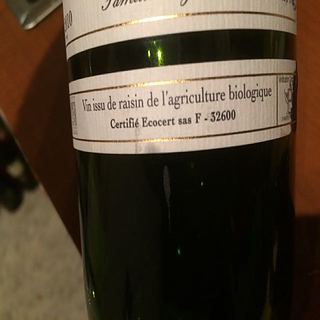 Vin issu de raisin de l'agriculture biologique
Certifié Ecocert sas F - 32600